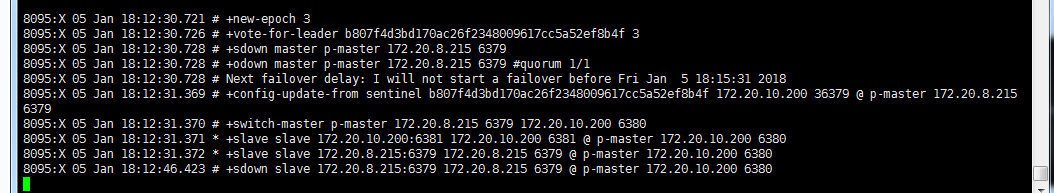 8095:X 05 Jan 18:12:30.721 # +new-epoch 3
8095:X 05 Jan 18:12:30.726 # +vote-for-leader b807f4d3bd170ac26f2348009617cc5a52ef8b4f 3
8095:X 05 Jan 18:12:30.728 # +sdown master p-master 172.20.8.215 6379
8095:X 05 Jan 18:12:30.728 # +odown master p-master 172.20.8.215 6379 #quorum 1/1
8095:X 05 Jan 18:12:30.728 # Next failover delay: I will not start a failover before Fri Jan  5 18:15:31 2018
8095:X 05 Jan 18:12:31.369 # +config-update-from sentinel b807f4d3bd170ac26f2348009617cc5a52ef8b4f 172.20.10.200 36379 @ p-master 172.20.8.215
6379
8095:X 05 Jan 18:12:31.370 # +switch-master p-master 172.20.8.215 6379 172.20.10.200 6380
8095:X 05 Jan 18:12:31.371 * +slave slave 172.20.10.200:6381 172.20.10.200 6381 @ p-master 172.20.10.200 6380
8095:X 05 Jan 18:12:31.372 * +slave slave 172.20.8.215:6379 172.20.8.215 6379 @ p-master 172.20.10.200 6380
8095:X 05 Jan 18:12:46.423 # +sdown slave 172.20.8.215:6379 172.20.8.215 6379 @ p-master 172.20.10.200 6380